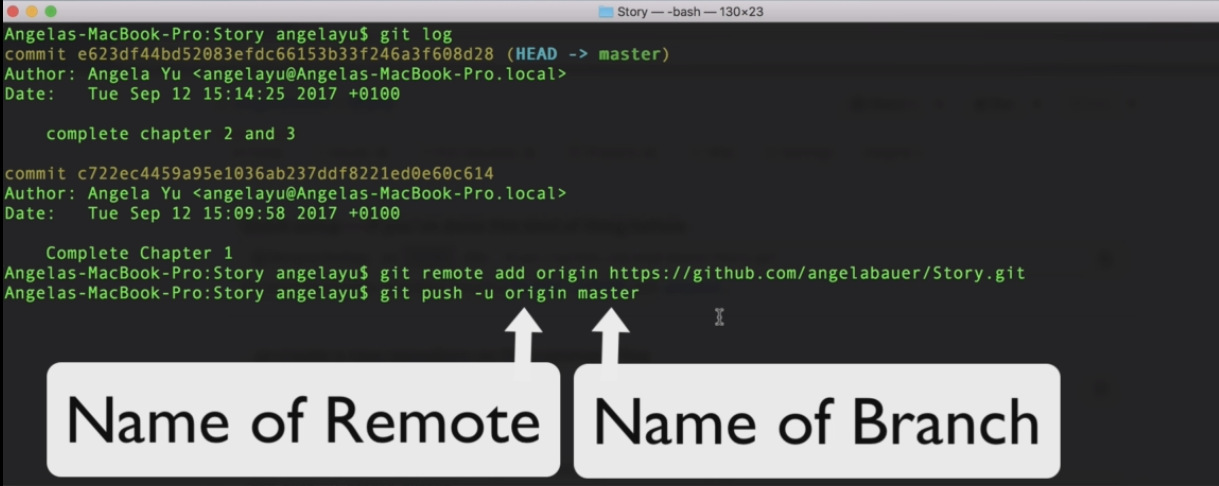 Story — -bash — 130×23
Angelas-MacBook-Pro:Story angelayu$ git log
commit e623df44bd52083efdc66153b33f246a3f608d28 (HEAD -> master)
Author: Angela Yu <angelayu@Angelas-MacBook-Pro.local>
Date:   Tue Sep 12 15:14:25 2017 +0100
    complete chapter 2 and 3
commit c722ec4459a95e1036ab237ddf8221ed0e60c614
Author: Angela Yu <angelayu@Angelas-MacBook-Pro.local>
Date:   Tue Sep 12 15:09:58 2017 +0100
    Complete Chapter 1
Angelas-MacBook-Pro:Story angelayu$ git remote add origin https://github.com/angelabauer/Story.git
Angelas-MacBook-Pro:Story angelayu$ git push -u origin master
Name of Remote
Name of Branch